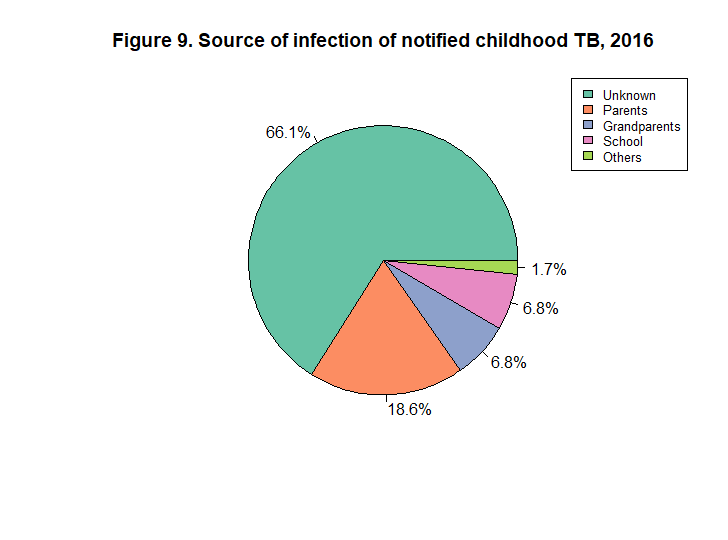 Figure 9. Source of infection of notified childhood TB, 2016
Unknown
Parents
Grandparents
School
Others
66.1%
1.7%
6.8%
6.8%
18.6%